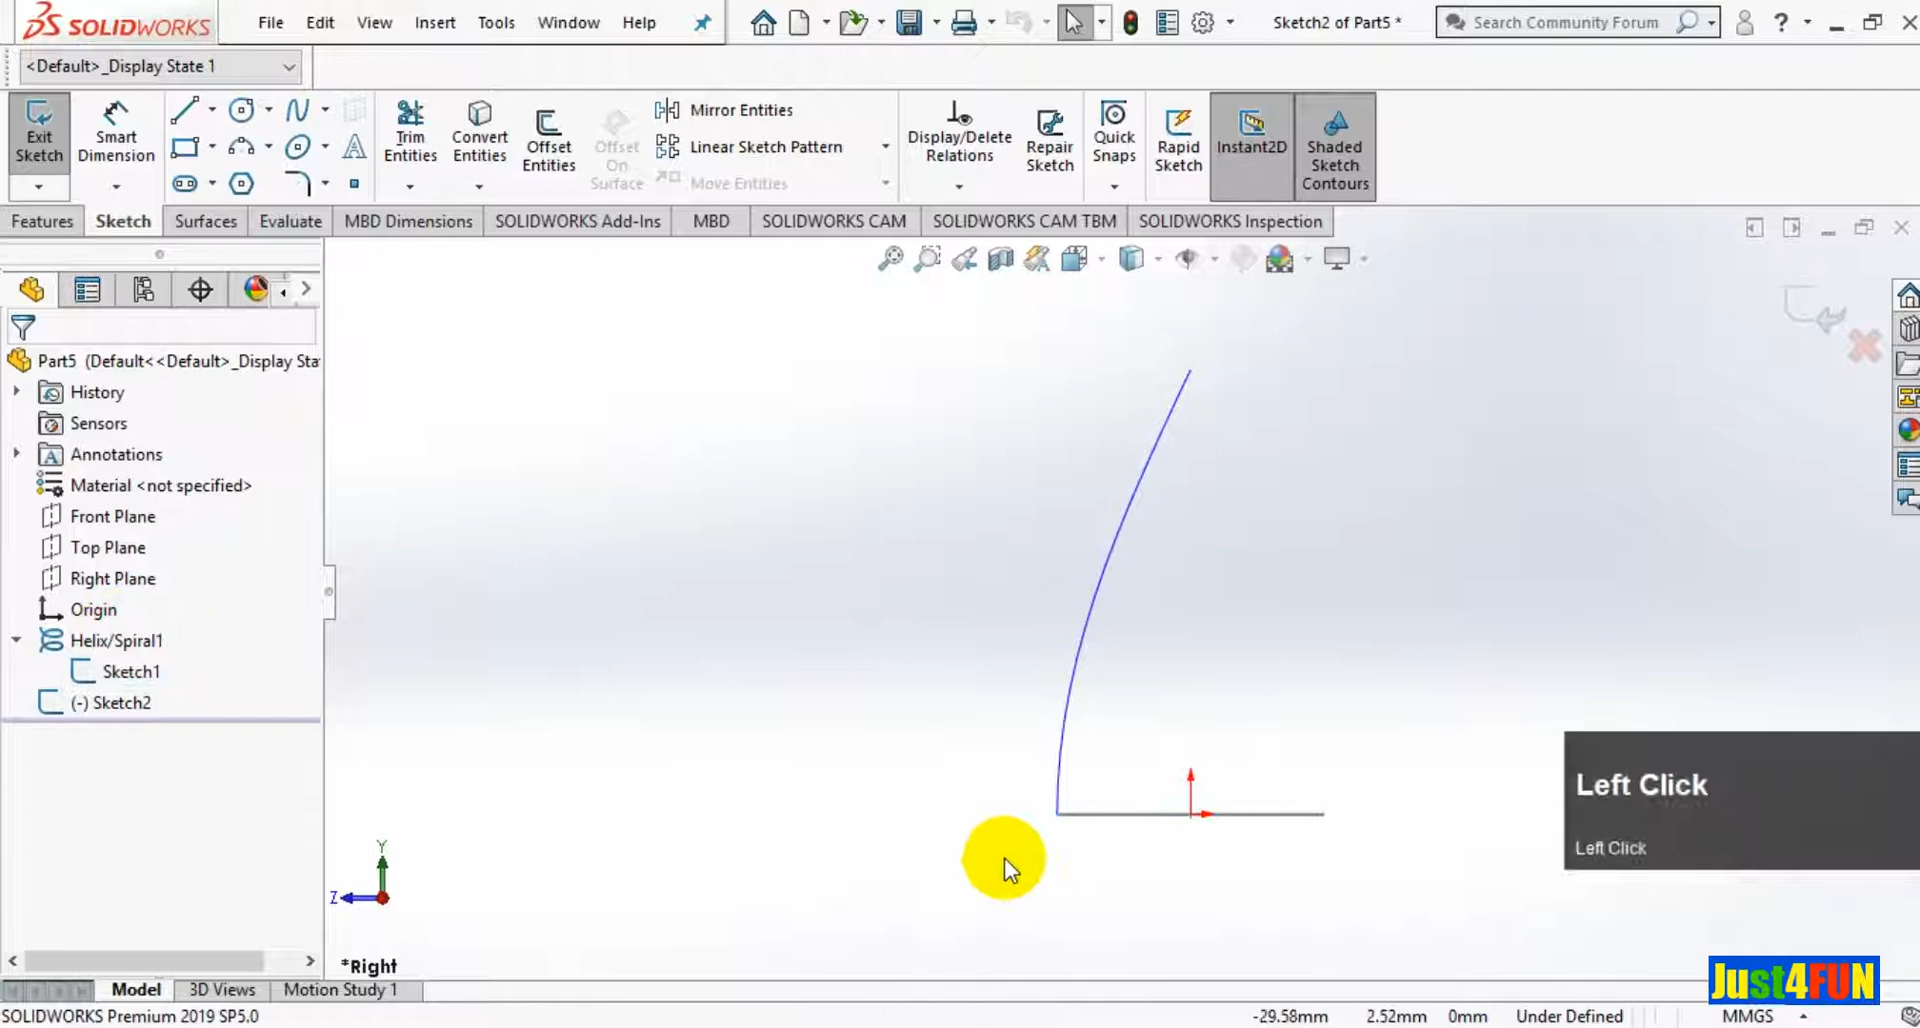 SOLIDWORKS File Edit View Insert Tools Window Help Sketch2 of Part5 * Search Community Forum ?
<Default>_Display State 1
Exit Sketch
Smart Dimension
Trim Entities
Convert Entities
Offset Entities
Offset On Surface
Mirror Entities
Linear Sketch Pattern
Move Entities
Display/Delete Relations
Repair Sketch
Quick Snaps
Rapid Sketch
Instant2D
Shaded Sketch Contours
Features Sketch Surfaces Evaluate MBD Dimensions SOLIDWORKS Add-Ins MBD SOLIDWORKS CAM SOLIDWORKS CAM TBM SOLIDWORKS Inspection
Part5 (Default<<Default>_Display Sta
History
Sensors
Annotations
Material <not specified>
Front Plane
Top Plane
Right Plane
Origin
Helix/Spiral1
Sketch1
(-) Sketch2
Left Click
Left Click
Y
Z
*Right
Just4FUN
Model 3D Views Motion Study 1
SOLIDWORKS Premium 2019 SP5.0 -29.58mm 2.52mm 0mm Under Defined MMGS